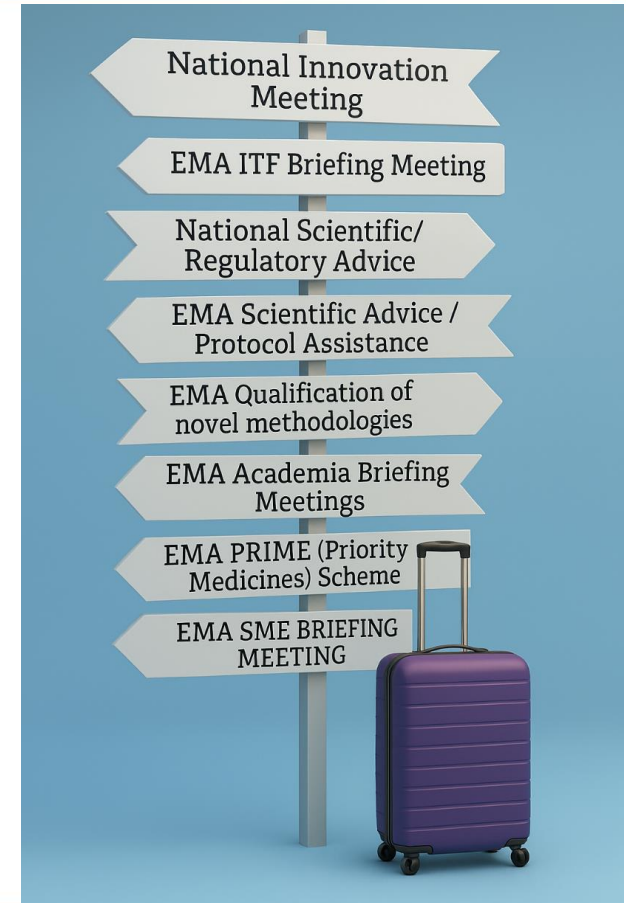 National Innovation
Meeting
EMA ITF Briefing Meeting
National Scientific/
Regulatory Advice
EMA Scientific Advice /
Protocol Assistance
EMA Qualification of
novel methodologies
EMA Academia Briefing
Meetings
EMA PRIME (Priority
Medicines) Scheme
EMA SME BRIEFING
MEETING